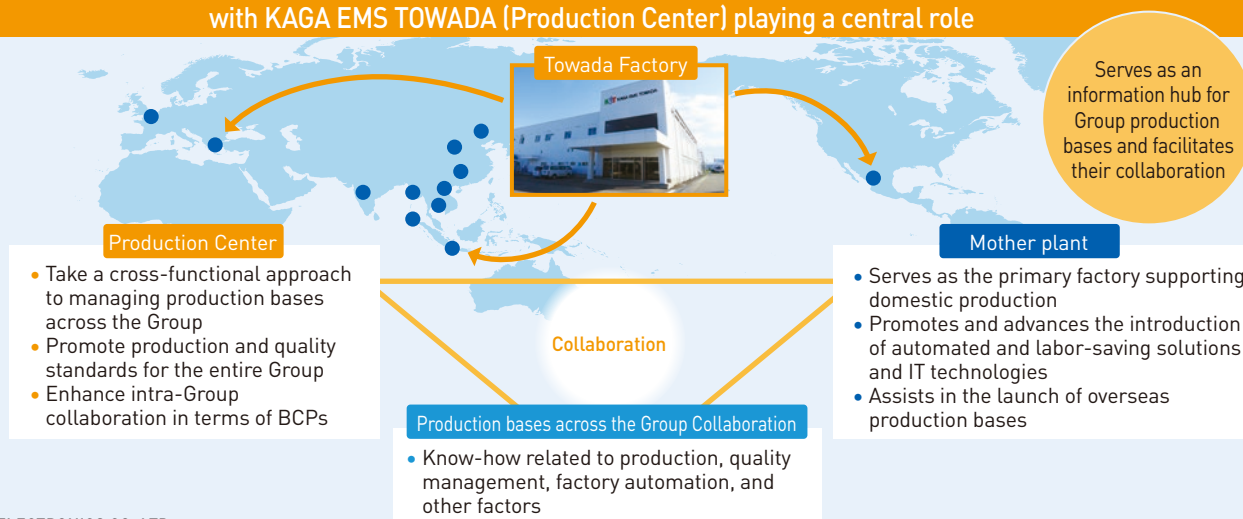 with KAGA EMS TOWADA (Production Center) playing a central role
Towada Factory
KAGA EMS TOWADA
Serves as an
information hub for
Group production
bases and facilitates
their collaboration
Production Center
• Take a cross-functional approach
to managing production bases
across the Group
• Promote production and quality
standards for the entire Group
• Enhance intra-Group
collaboration in terms of BCPs
Mother plant
• Serves as the primary factory supporting
domestic production
• Promotes and advances the introduction
of automated and labor-saving solutions
and IT technologies
• Assists in the launch of overseas
production bases
Collaboration
Production bases across the Group Collaboration
• Know-how related to production, quality
management, factory automation, and
other factors